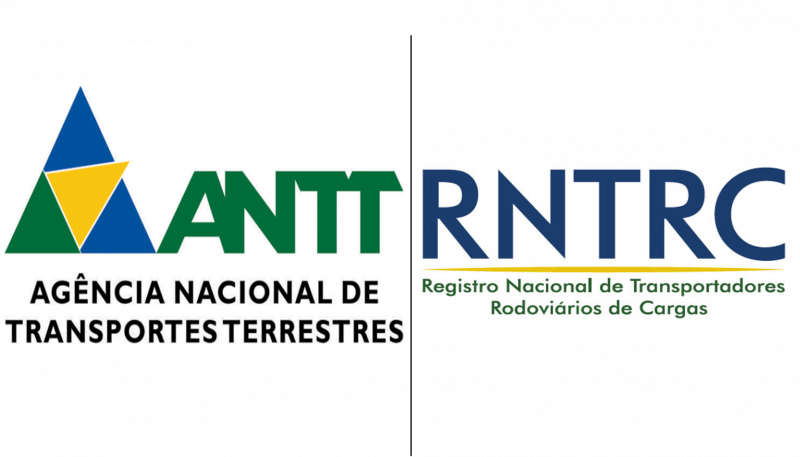 ANTT
AGÊNCIA NACIONAL DE
TRANSPORTES TERRESTRES
RNTRC
Registro Nacional de Transportadores
Rodoviários de Cargas